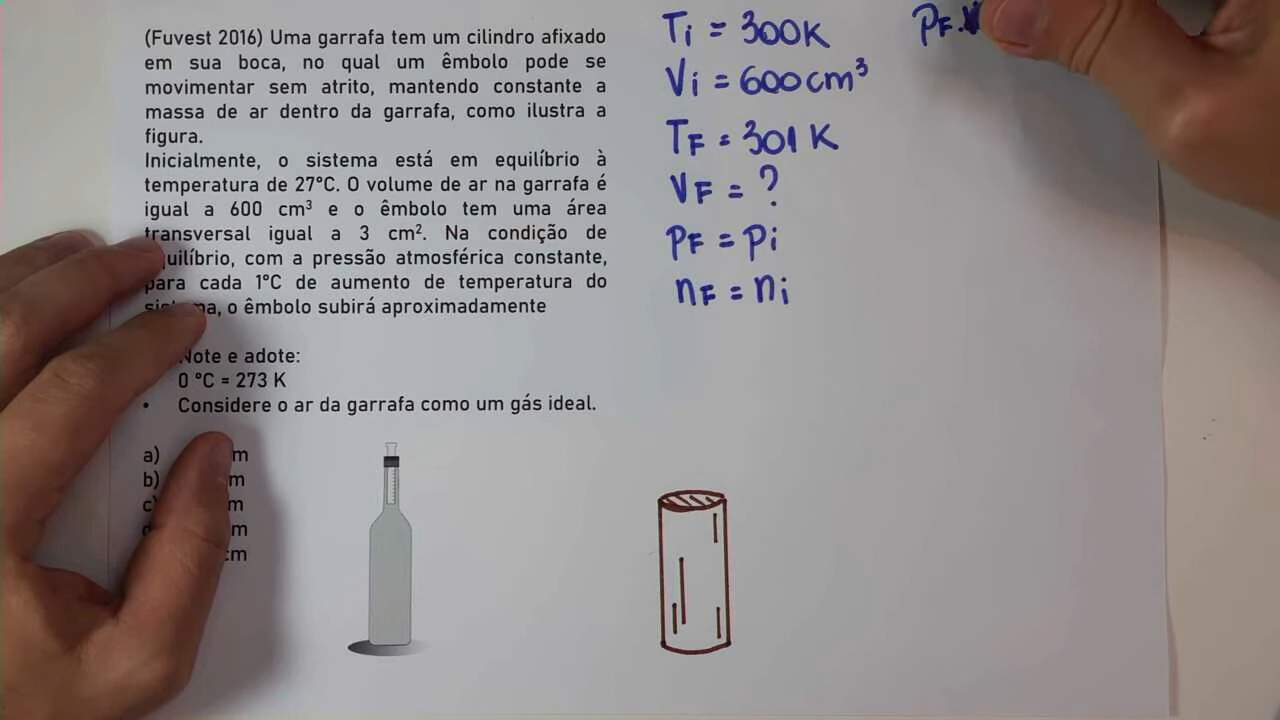 (Fuvest 2016) Uma garrafa tem um cilindro afixado
em sua boca, no qual um êmbolo pode se
movimentar sem atrito, mantendo constante a
massa de ar dentro da garrafa, como ilustra a
figura.
Inicialmente, o sistema está em equilíbrio à
temperatura de 27°C. O volume de ar na garrafa é
igual a 600 cm³ e o êmbolo tem uma área
transversal igual a 3 cm². Na condição de
uilíbrio, com a pressão atmosférica constante,
para cada 1°C de aumento de temperatura do
o êmbolo subirá aproximadamente
Note e adote:
0 °C = 273 K
• Considere o ar da garrafa como um gás ideal.
a) m
b) m
c) m
m
cm
Ti = 300K
Vi = 600cm³
TF = 301 K
VF = ?
pF = pi
nF = ni
pF.